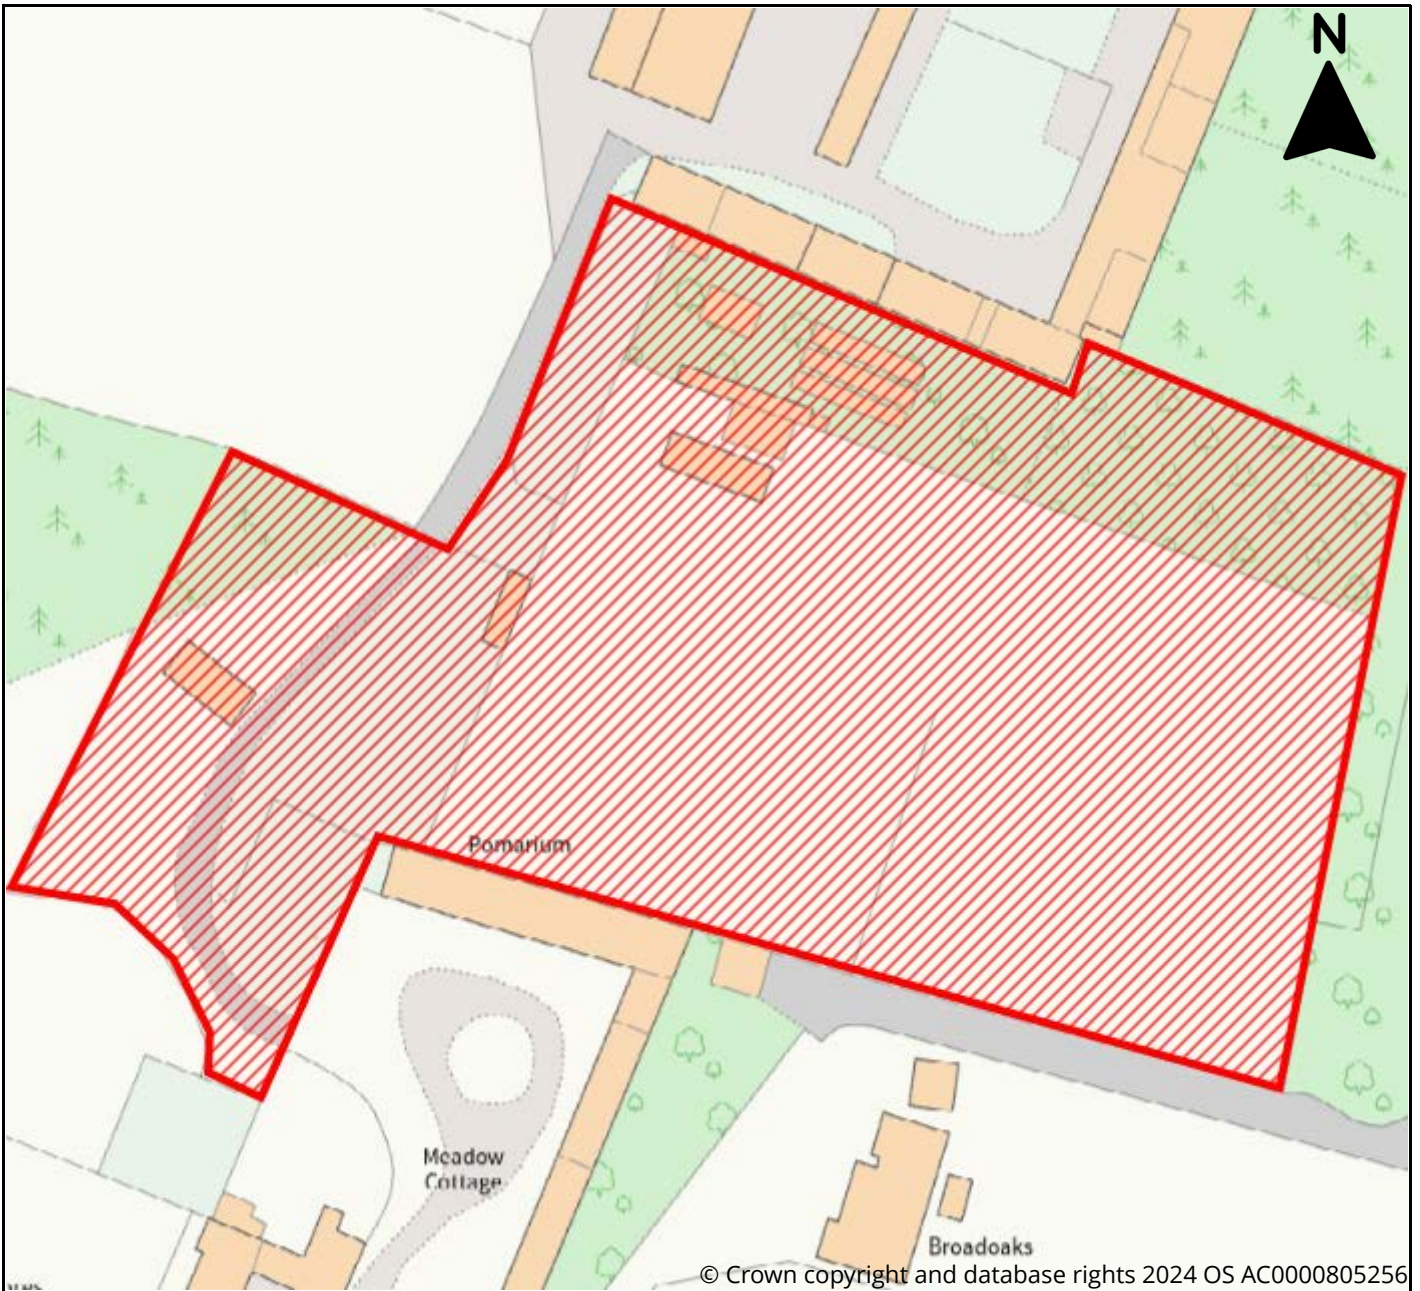 N
Pomarium
Meadow
Cottage
Broadoaks
© Crown copyright and database rights 2024 OS AC0000805256